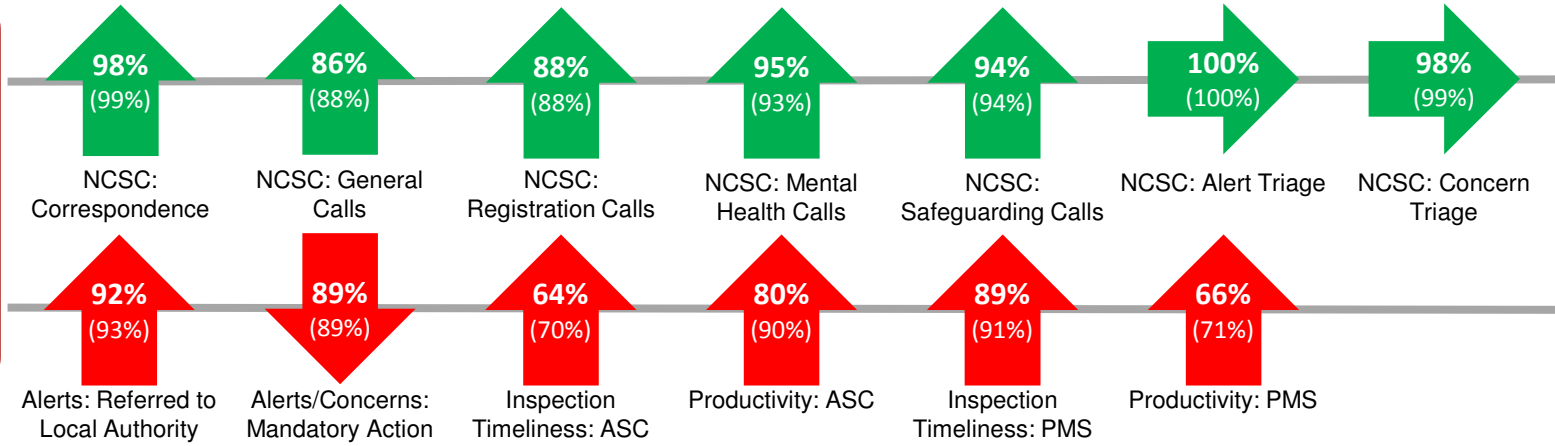 98%
(99%)
NCSC:
Correspondence
86%
(88%)
NCSC: General
Calls
88%
(88%)
NCSC:
Registration Calls
95%
(93%)
NCSC: Mental
Health Calls
94%
(94%)
NCSC:
Safeguarding Calls
100%
(100%)
NCSC: Alert Triage
98%
(99%)
NCSC: Concern
Triage
92%
(93%)
Alerts: Referred to
Local Authority
89%
(89%)
Alerts/Concerns:
Mandatory Action
64%
(70%)
Inspection
Timeliness: ASC
80%
(90%)
Productivity: ASC
89%
(91%)
Inspection
Timeliness: PMS
66%
(71%)
Productivity: PMS